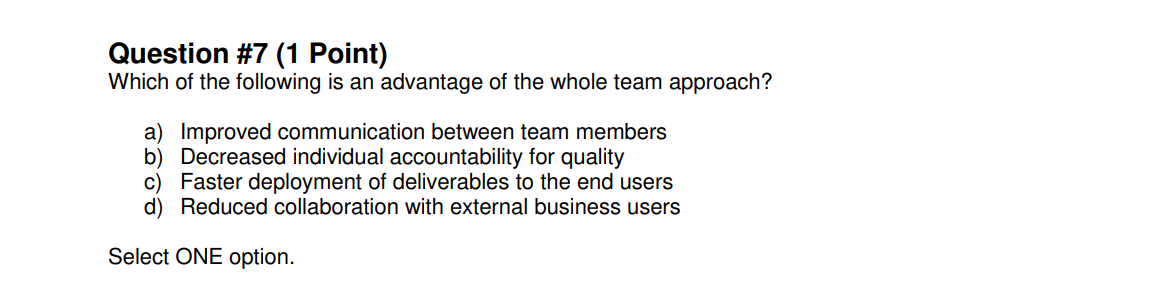 Question #7 (1 Point)
Which of the following is an advantage of the whole team approach?
a) Improved communication between team members
b) Decreased individual accountability for quality
c) Faster deployment of deliverables to the end users
d) Reduced collaboration with external business users
Select ONE option.